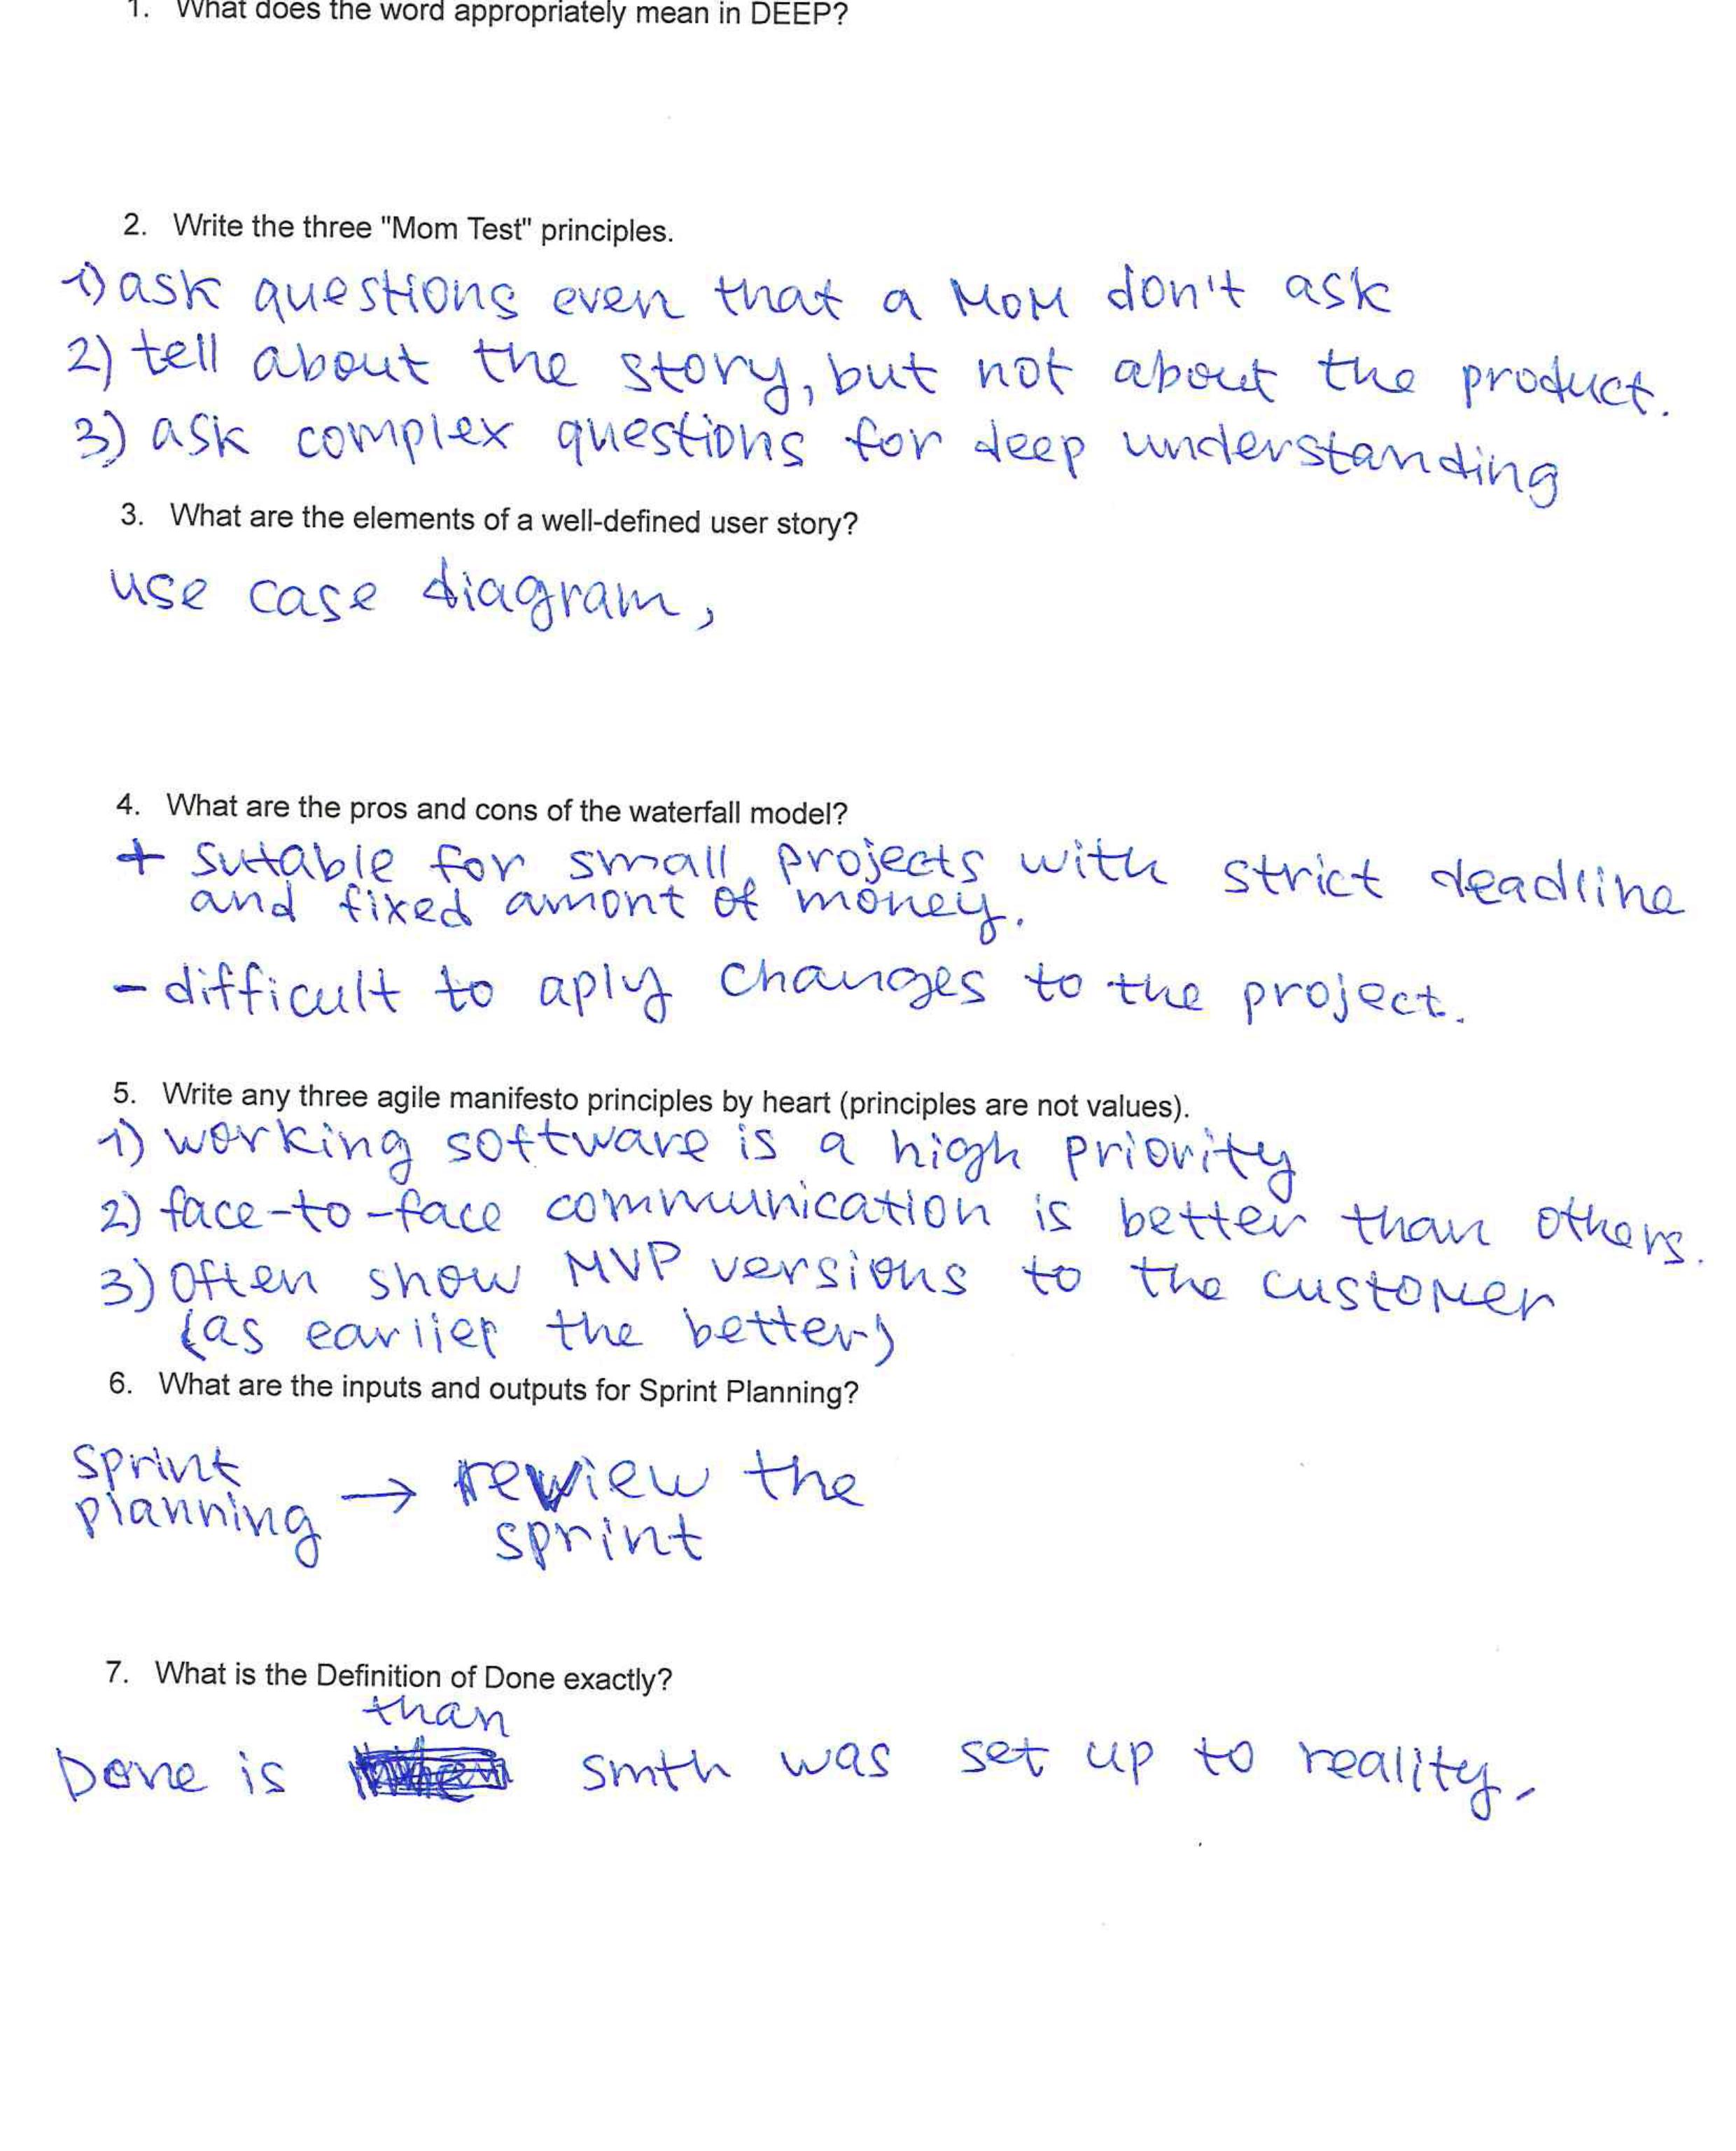 1. What does the word appropriately mean in DEEP?
2. Write the three "Mom Test" principles.
1) ask questions even that a Mom don't ask
2) tell about the story, but not about the product.
3) ask complex questions for deep understanding
3. What are the elements of a well-defined user story?
use case diagram,
4. What are the pros and cons of the waterfall model?
+ sutable for small projects with strict deadline
and fixed amont of money.
- difficult to aply changes to the project.
5. Write any three agile manifesto principles by heart (principles are not values).
1) working software is a high priority
2) face-to-face communication is better than others.
3) Often show MVP versions to the customer
(as earlier the better)
6. What are the inputs and outputs for Sprint Planning?
sprint
planning → review the
sprint
7. What is the Definition of Done exactly?
than
Done is smth was set up to reality.